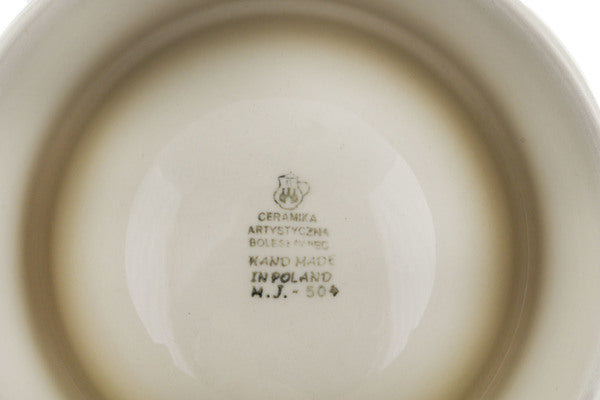 CERAMIKA
ARTYSTYCZNA
BOLESŁAWIEC
HAND MADE
IN POLAND
M.J. - 504